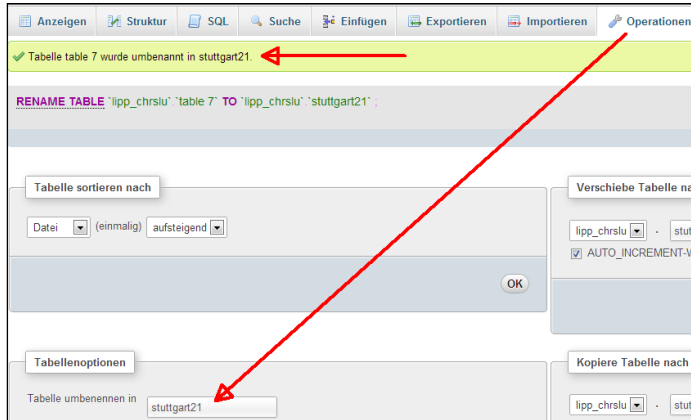 Anzeigen Struktur SQL Suche Einfügen Exportieren Importieren Operationen
Tabelle table 7 wurde umbenannt in stuttgart21.
RENAME TABLE `lipp_chrslu`.`table 7` TO `lipp_chrslu`.`stuttgart21` ;
Tabelle sortieren nach
Datei (einmalig) aufsteigend
OK
Verschiebe Tabelle na
lipp_chrslu . stut
AUTO_INCREMENT-W
Tabellenoptionen
Tabelle umbenennen in stuttgart21
Kopiere Tabelle nach
lipp_chrslu . stut